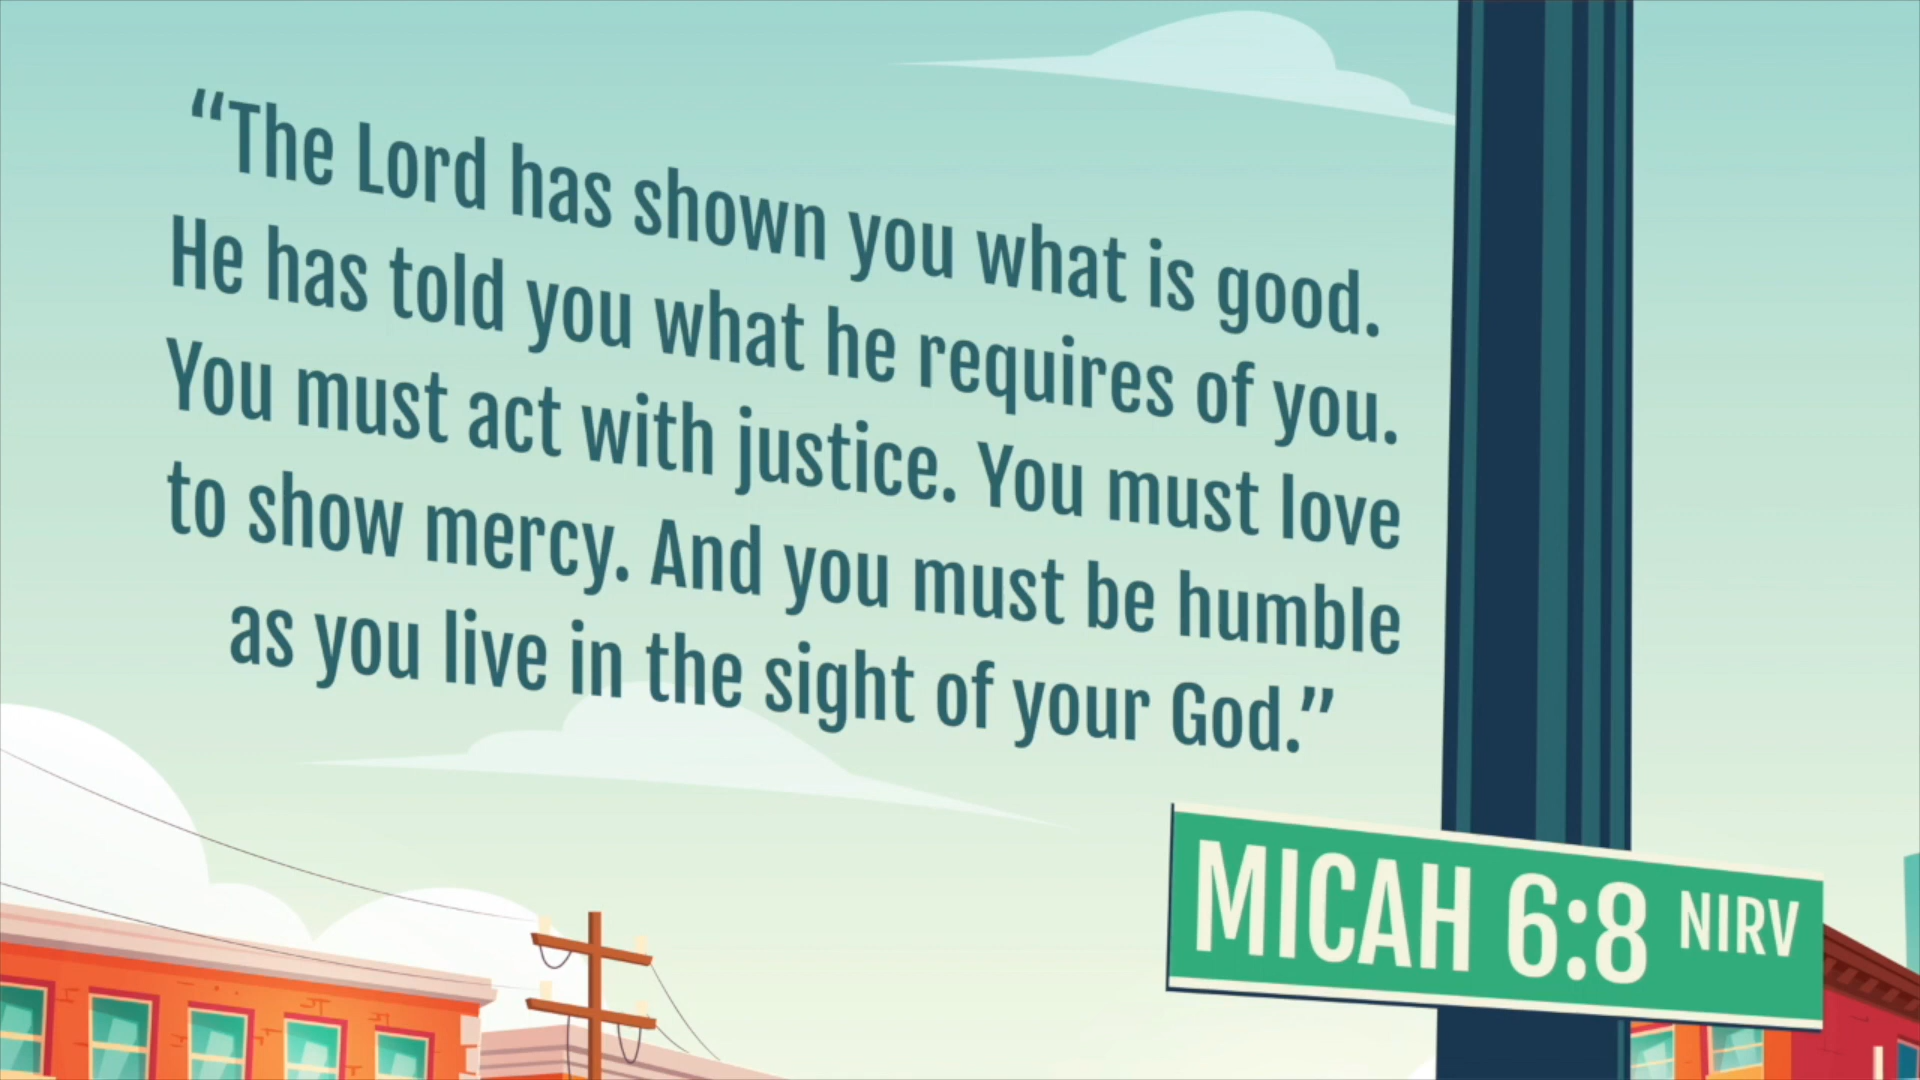 “The Lord has shown you what is good.
He has told you what he requires of you.
You must act with justice. You must love
to show mercy. And you must be humble
as you live in the sight of your God.”
MICAH 6:8 NIRV